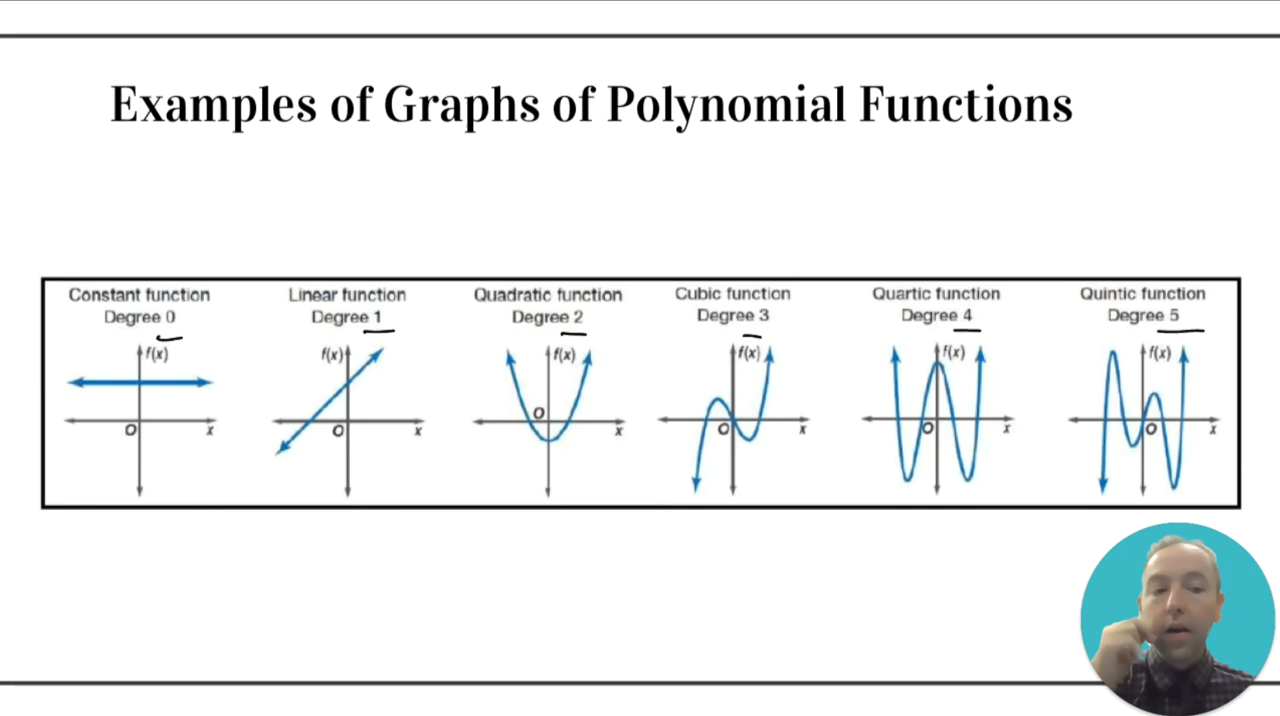 Examples of Graphs of Polynomial Functions
Constant function
Degree 0
f(x)
O
x
Linear function
Degree 1
f(x)
O
x
Quadratic function
Degree 2
f(x)
O
x
Cubic function
Degree 3
f(x)
O
x
Quartic function
Degree 4
f(x)
O
x
Quintic function
Degree 5
f(x)
O
x